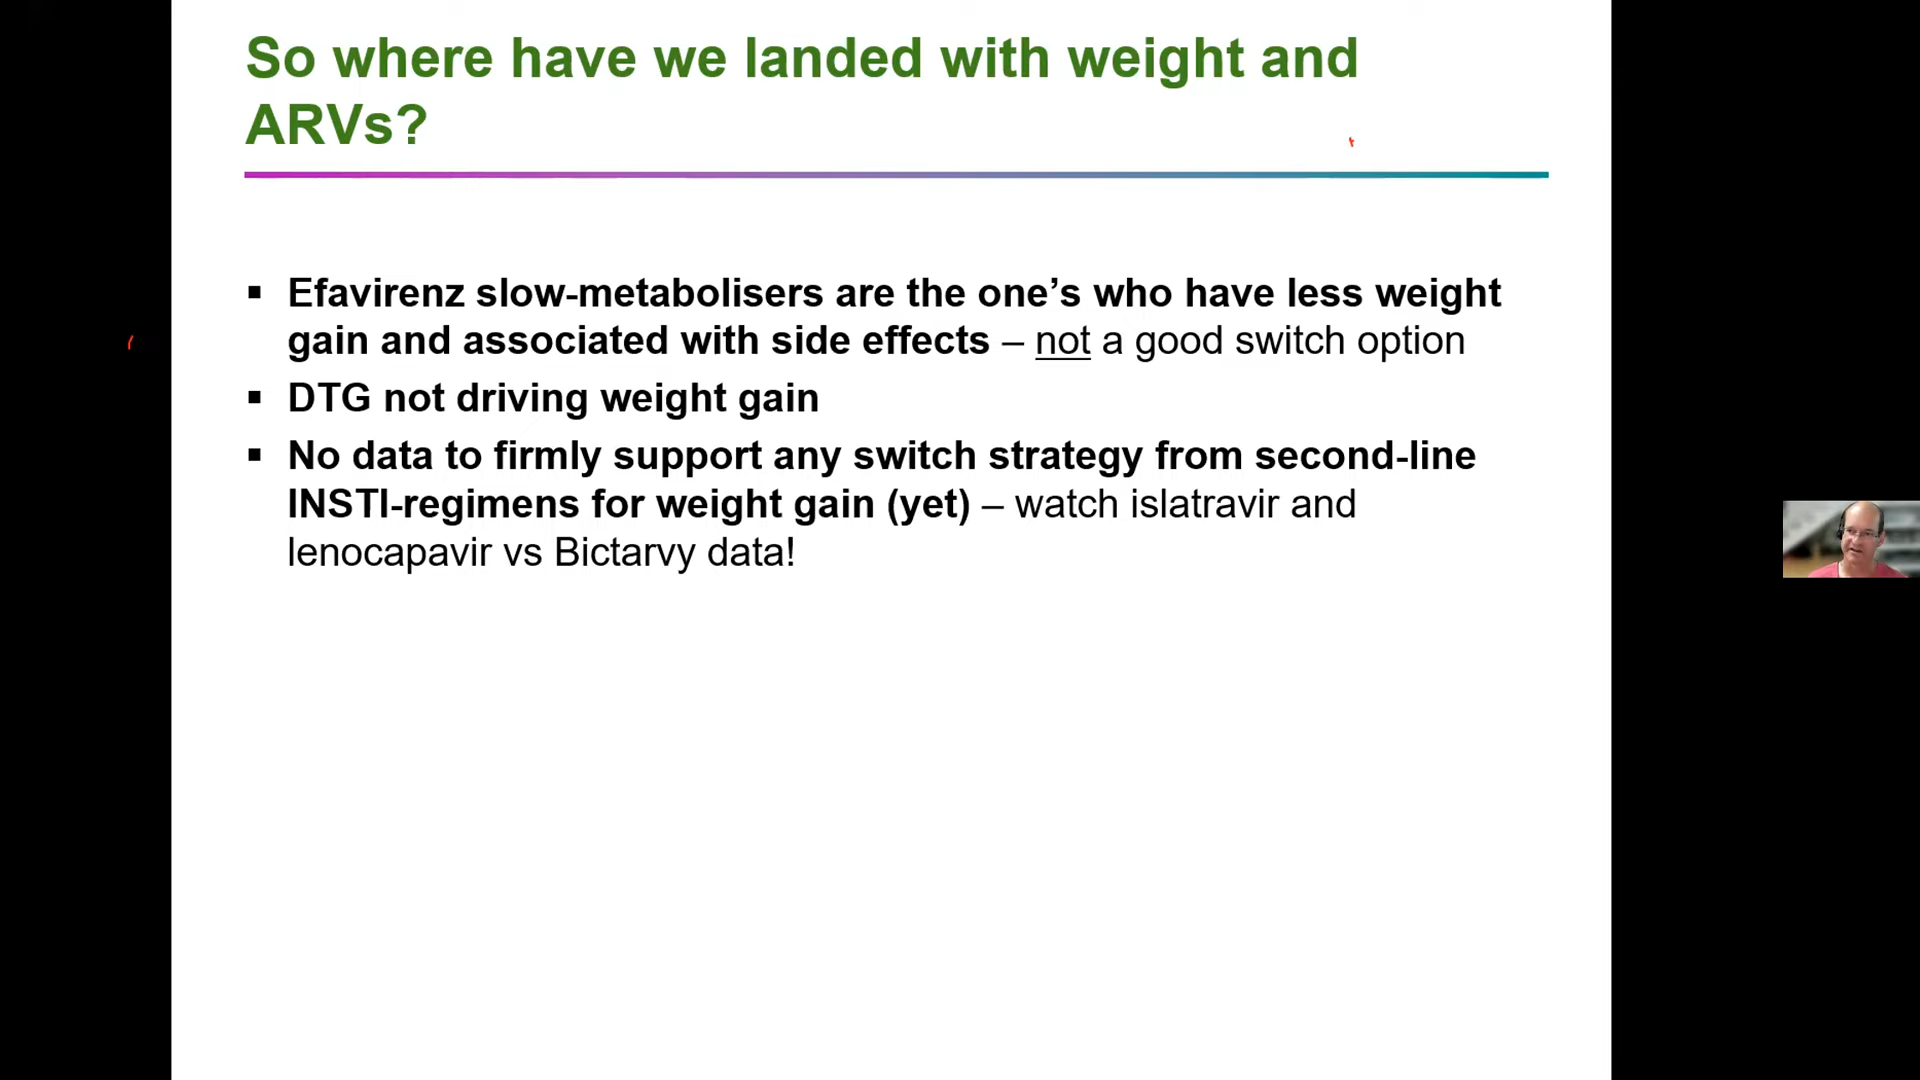 So where have we landed with weight and
ARVs?
▪ Efavirenz slow-metabolisers are the one’s who have less weight
gain and associated with side effects – not a good switch option
▪ DTG not driving weight gain
▪ No data to firmly support any switch strategy from second-line
INSTI-regimens for weight gain (yet) – watch islatravir and
lenocapavir vs Bictarvy data!